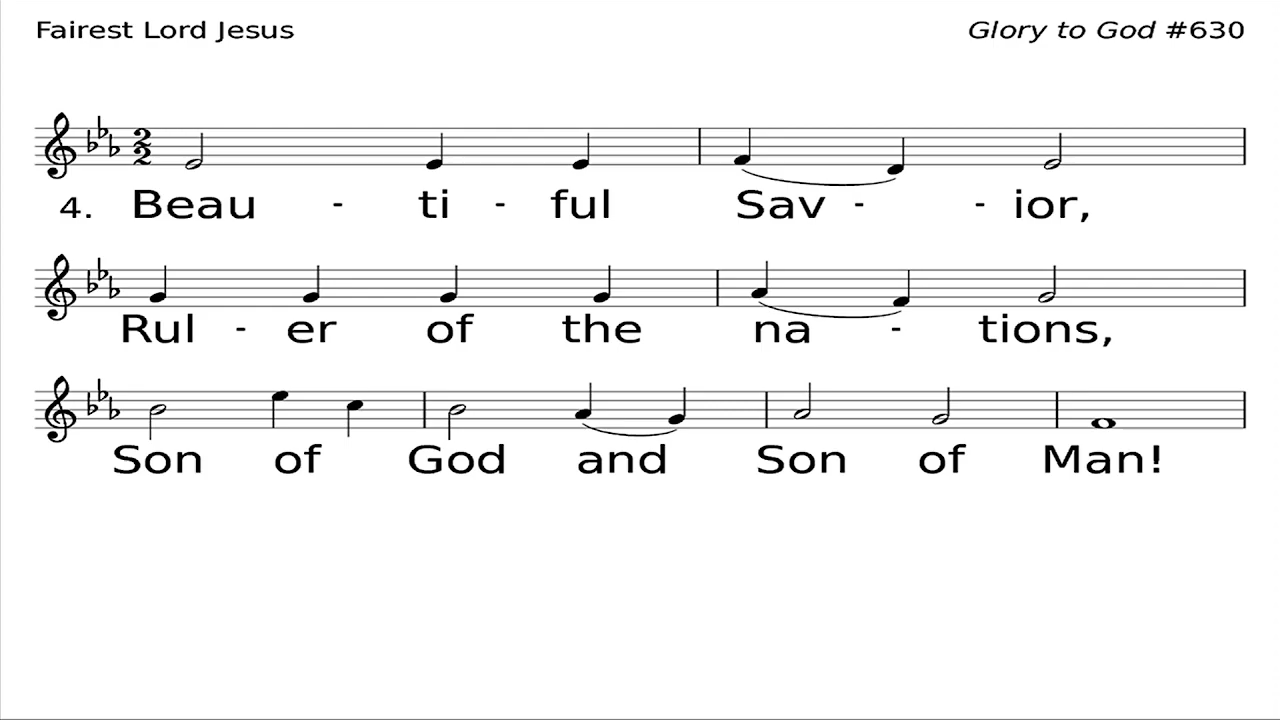 Fairest Lord Jesus Glory to God #630
4. Beau - ti - ful Sav - - ior,
Rul - er of the na - tions,
Son of God and Son of Man!